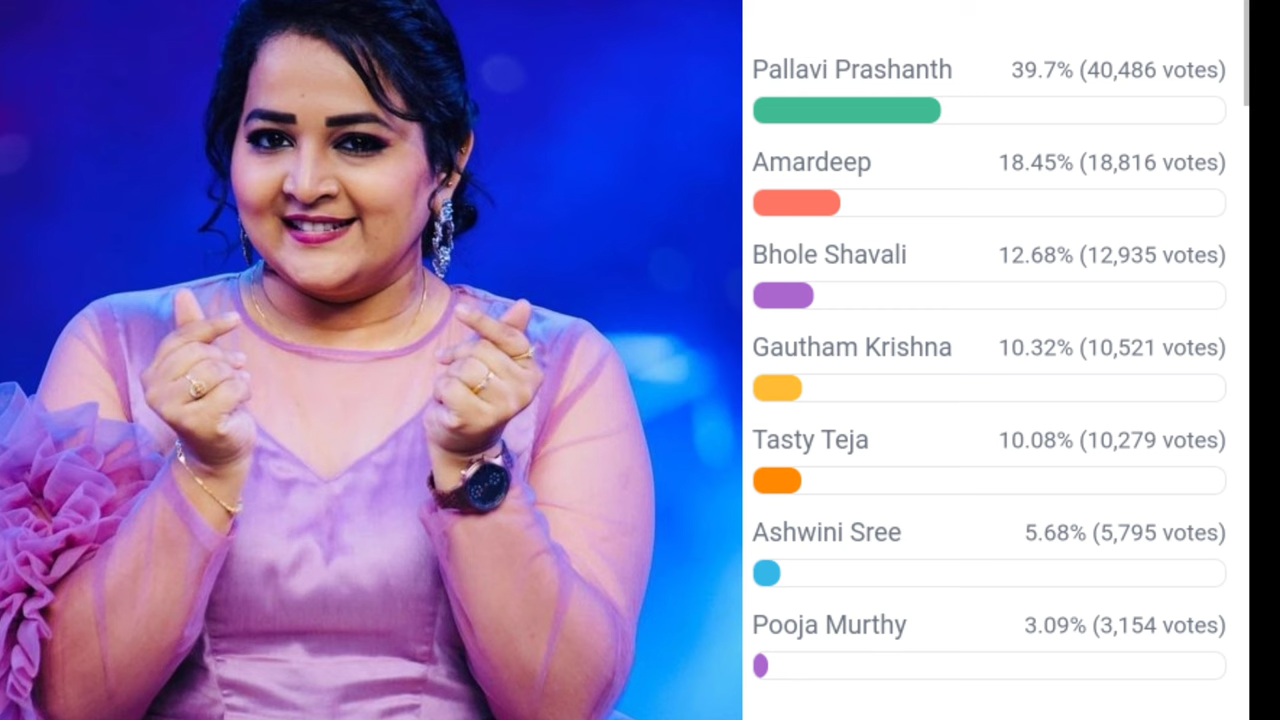 Pallavi Prashanth 39.7% (40,486 votes)
Amardeep 18.45% (18,816 votes)
Bhole Shavali 12.68% (12,935 votes)
Gautham Krishna 10.32% (10,521 votes)
Tasty Teja 10.08% (10,279 votes)
Ashwini Sree 5.68% (5,795 votes)
Pooja Murthy 3.09% (3,154 votes)